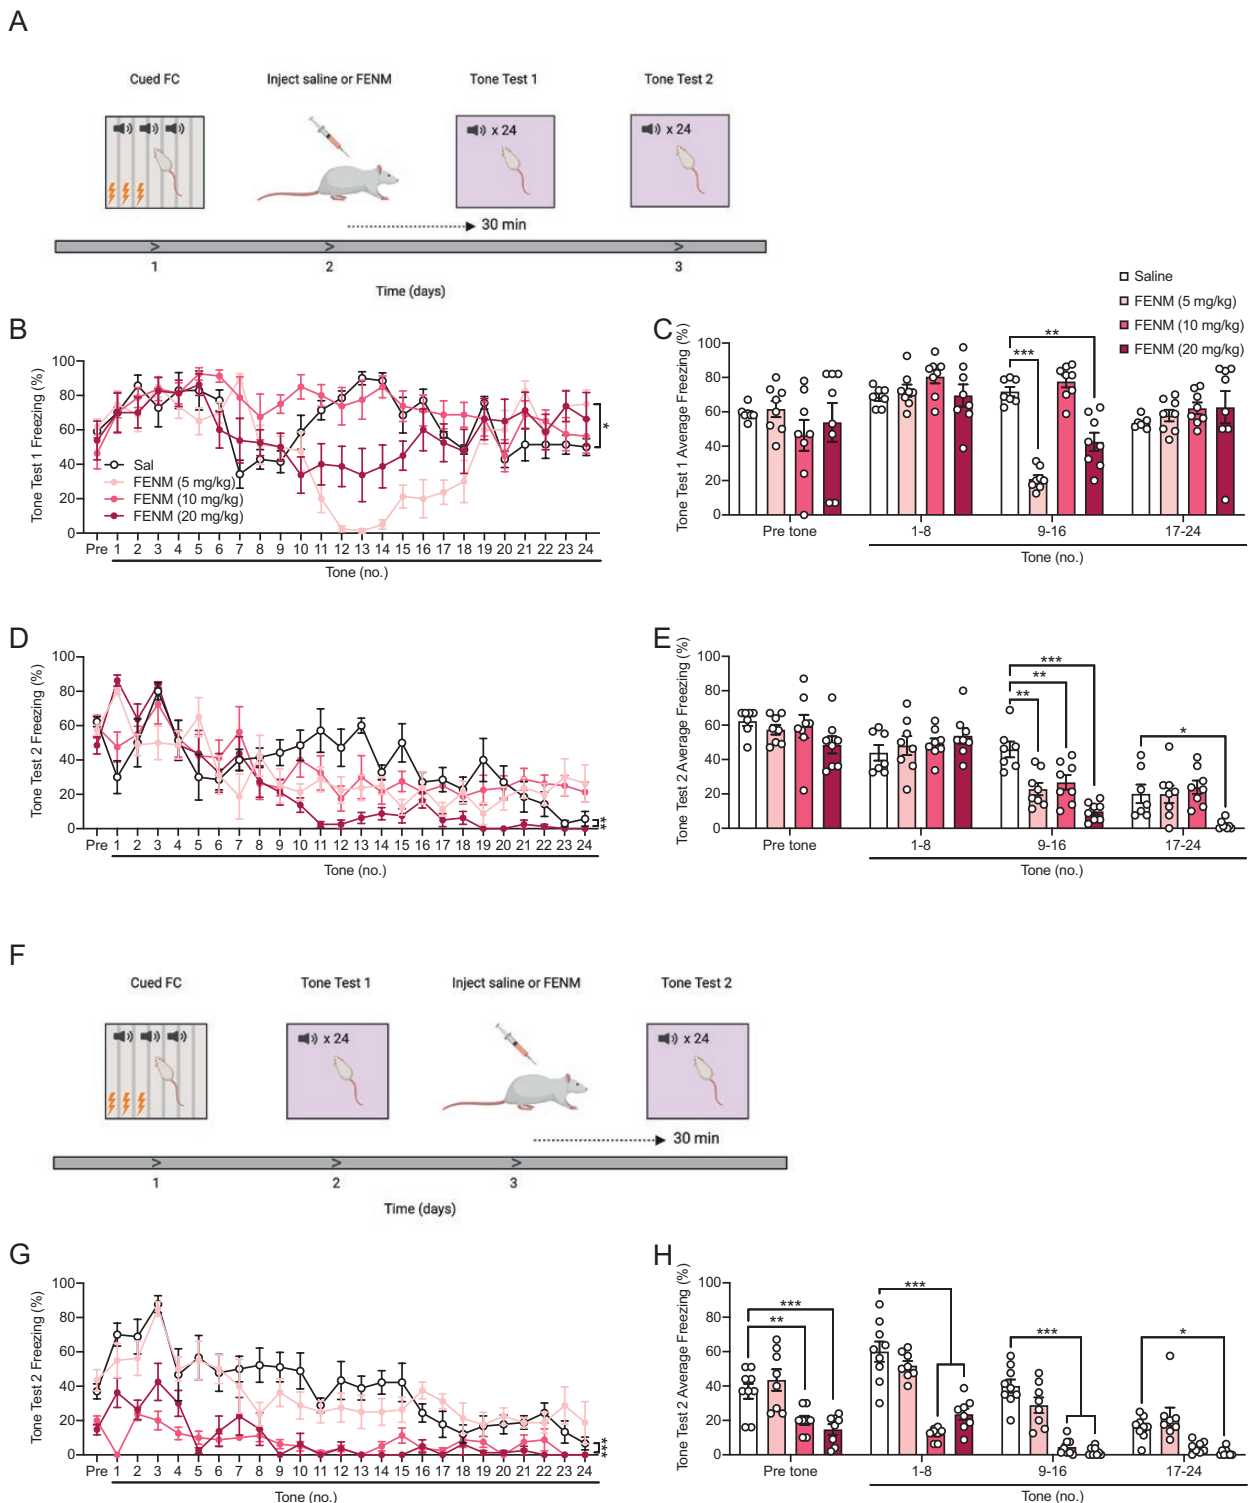 A
Cued FC
Inject saline or FENM
Tone Test 1
Tone Test 2
x 24
x 24
30 min
1
2
3
Time (days)
Saline
FENM (5 mg/kg)
FENM (10 mg/kg)
FENM (20 mg/kg)
B
Tone Test 1 Freezing (%)
100
80
60
40
20
0
Sal
FENM (5 mg/kg)
FENM (10 mg/kg)
FENM (20 mg/kg)
*
Pre 1 2 3 4 5 6 7 8 9 10 11 12 13 14 15 16 17 18 19 20 21 22 23 24
Tone (no.)
C
Tone Test 1 Average Freezing (%)
100
80
60
40
20
0
**
***
Pre tone 1-8 9-16 17-24
Tone (no.)
D
Tone Test 2 Freezing (%)
100
80
60
40
20
0
**
Pre 1 2 3 4 5 6 7 8 9 10 11 12 13 14 15 16 17 18 19 20 21 22 23 24
Tone (no.)
E
Tone Test 2 Average Freezing (%)
100
80
60
40
20
0
***
**
**
*
Pre tone 1-8 9-16 17-24
Tone (no.)
F
Cued FC
Tone Test 1
Inject saline or FENM
Tone Test 2
x 24
x 24
30 min
1
2
3
Time (days)
G
Tone Test 2 Freezing (%)
100
80
60
40
20
0
***
Pre 1 2 3 4 5 6 7 8 9 10 11 12 13 14 15 16 17 18 19 20 21 22 23 24
Tone (no.)
H
Tone Test 2 Average Freezing (%)
100
80
60
40
20
0
***
**
***
***
*
Pre tone 1-8 9-16 17-24
Tone (no.)